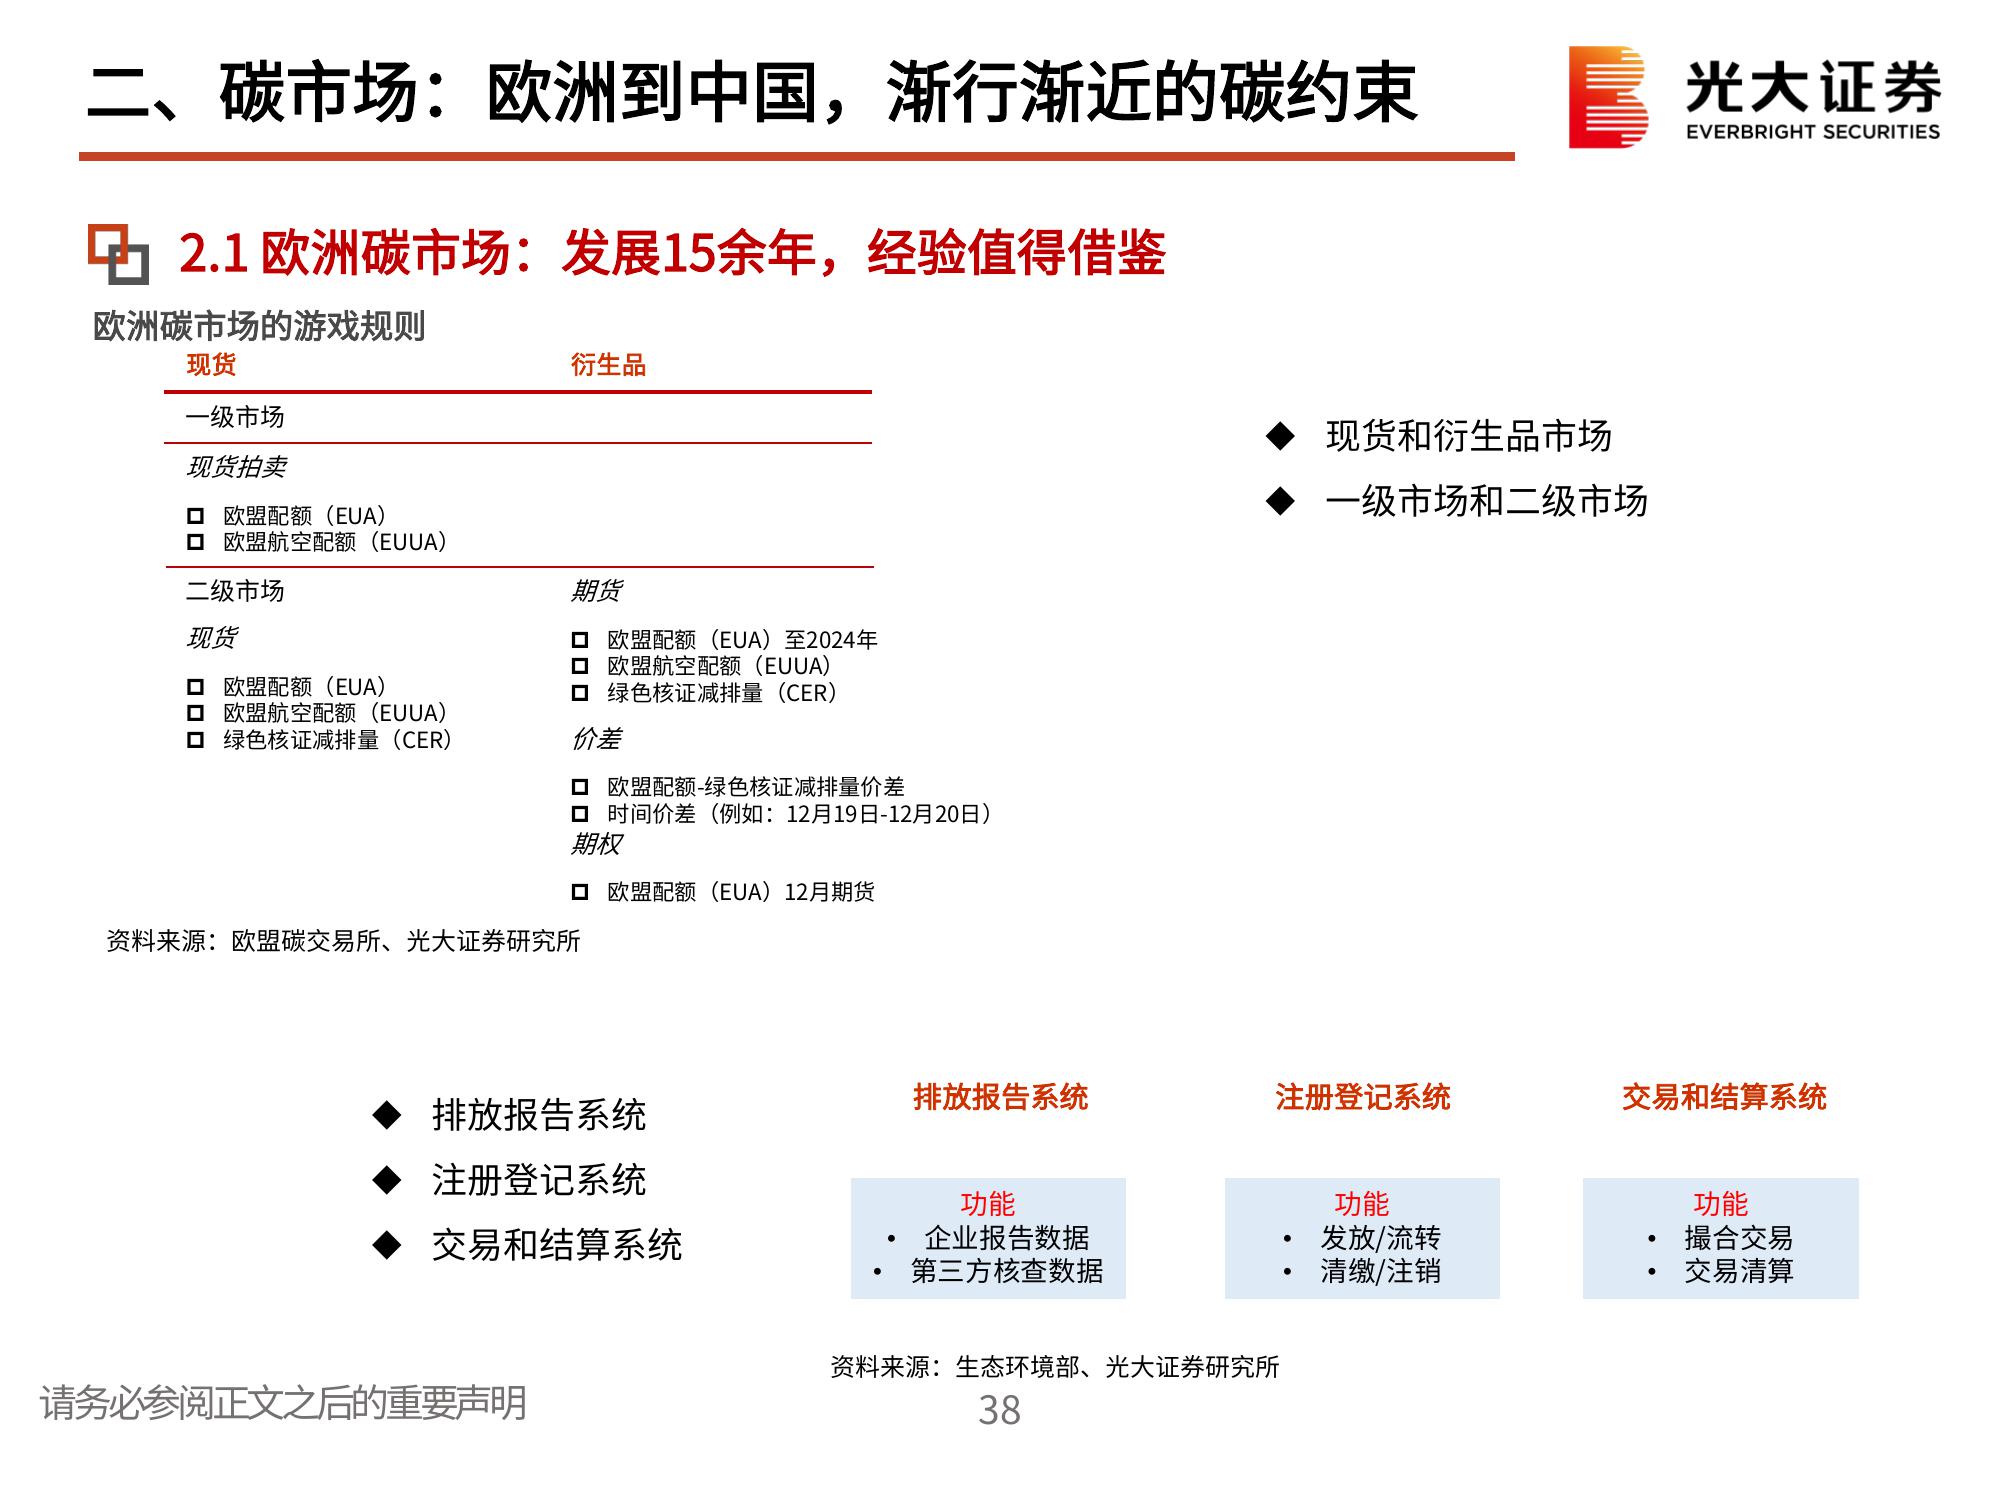 二、碳市场：欧洲到中国，渐行渐近的碳约束
光大证券
EVERBRIGHT SECURITIES
2.1 欧洲碳市场：发展15余年，经验值得借鉴
欧洲碳市场的游戏规则
现货 衍生品
一级市场
现货拍卖
欧盟配额（EUA）
欧盟航空配额（EUUA）
二级市场
现货
欧盟配额（EUA）
欧盟航空配额（EUUA）
绿色核证减排量（CER）
期货
欧盟配额（EUA）至2024年
欧盟航空配额（EUUA）
绿色核证减排量（CER）
价差
欧盟配额-绿色核证减排量价差
时间价差（例如：12月19日-12月20日）
期权
欧盟配额（EUA）12月期货
◆ 现货和衍生品市场
◆ 一级市场和二级市场
资料来源：欧盟碳交易所、光大证券研究所
◆ 排放报告系统
◆ 注册登记系统
◆ 交易和结算系统
排放报告系统
功能
• 企业报告数据
• 第三方核查数据
注册登记系统
功能
• 发放/流转
• 清缴/注销
交易和结算系统
功能
• 撮合交易
• 交易清算
资料来源：生态环境部、光大证券研究所
请务必参阅正文之后的重要声明
38